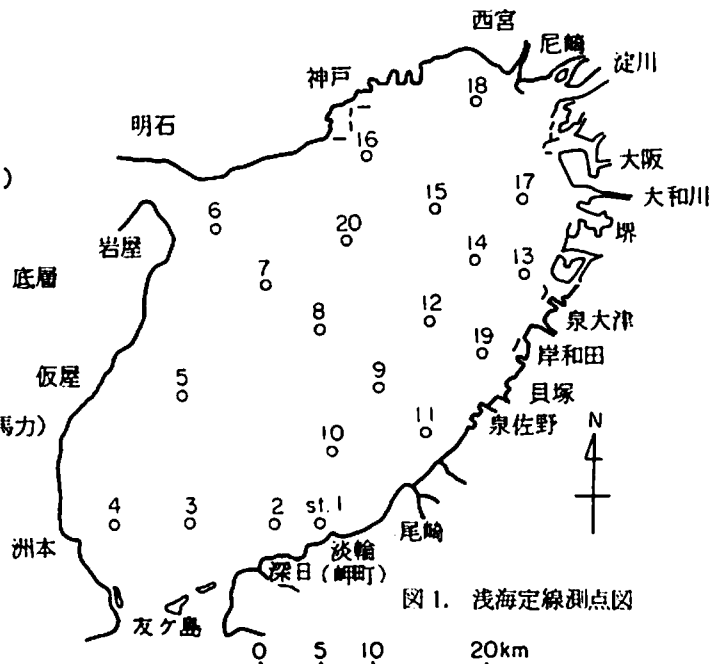 西宮
尼崎
淀川
神戸
18
明石
16
大阪
)
17
大和川
15
6
堺
岩屋
20
14
7
13
底層
8
12
泉大津
19
岸和田
仮屋
5
9
貝塚
馬力)
11
泉佐野
N
10
4
3
2
st.1
尾崎
洲本
淡輪
深日(岬町)
図1. 浅海定線測点図
友ケ島
0 5 10 20km